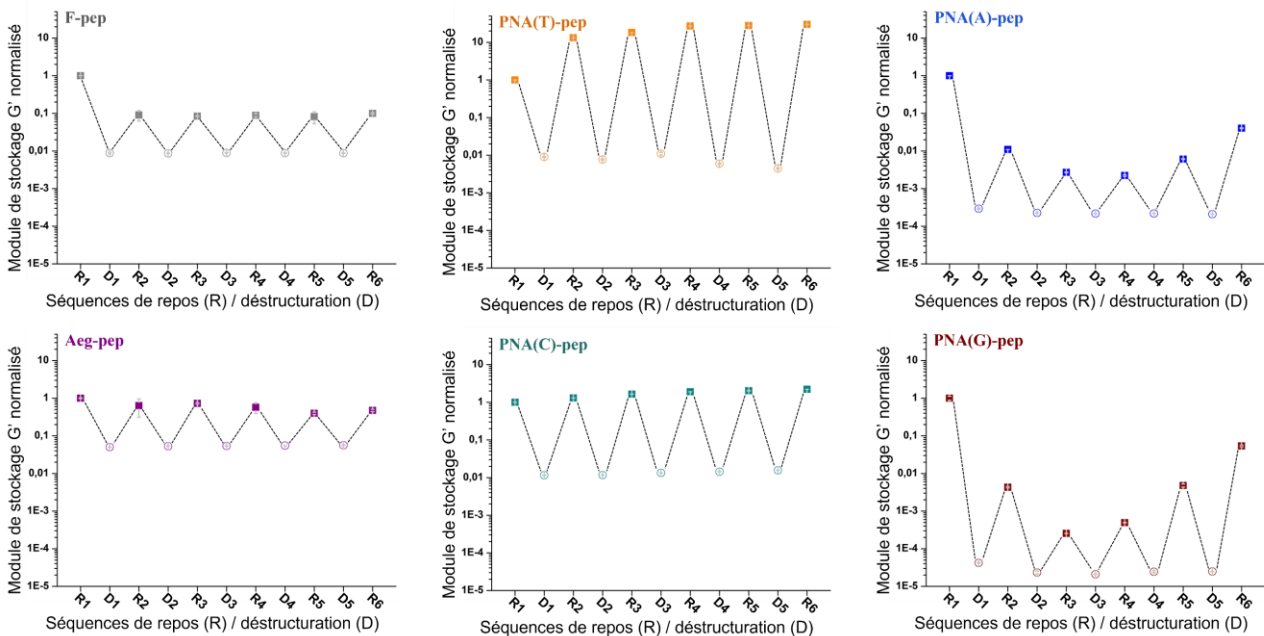 F-pep
Module de stockage G' normalisé
10
1
0,1
0,01
1E-3
1E-4
1E-5
R1 D1 R2 D2 R3 D3 R4 D4 R5 D5 R6
Séquences de repos (R) / déstructuration (D)
PNA(T)-pep
Module de stockage G' normalisé
10
1
0,1
0,01
1E-3
1E-4
1E-5
R1 D1 R2 D2 R3 D3 R4 D4 R5 D5 R6
Séquences de repos (R) / déstructuration (D)
PNA(A)-pep
Module de stockage G' normalisé
10
1
0,1
0,01
1E-3
1E-4
1E-5
R1 D1 R2 D2 R3 D3 R4 D4 R5 D5 R6
Séquences de repos (R) / déstructuration (D)
Aeg-pep
Module de stockage G' normalisé
10
1
0,1
0,01
1E-3
1E-4
1E-5
R1 D1 R2 D2 R3 D3 R4 D4 R5 D5 R6
Séquences de repos (R) / déstructuration (D)
PNA(C)-pep
Module de stockage G' normalisé
10
1
0,1
0,01
1E-3
1E-4
1E-5
R1 D1 R2 D2 R3 D3 R4 D4 R5 D5 R6
Séquences de repos (R) / déstructuration (D)
PNA(G)-pep
Module de stockage G' normalisé
10
1
0,1
0,01
1E-3
1E-4
1E-5
R1 D1 R2 D2 R3 D3 R4 D4 R5 D5 R6
Séquences de repos (R) / déstructuration (D)